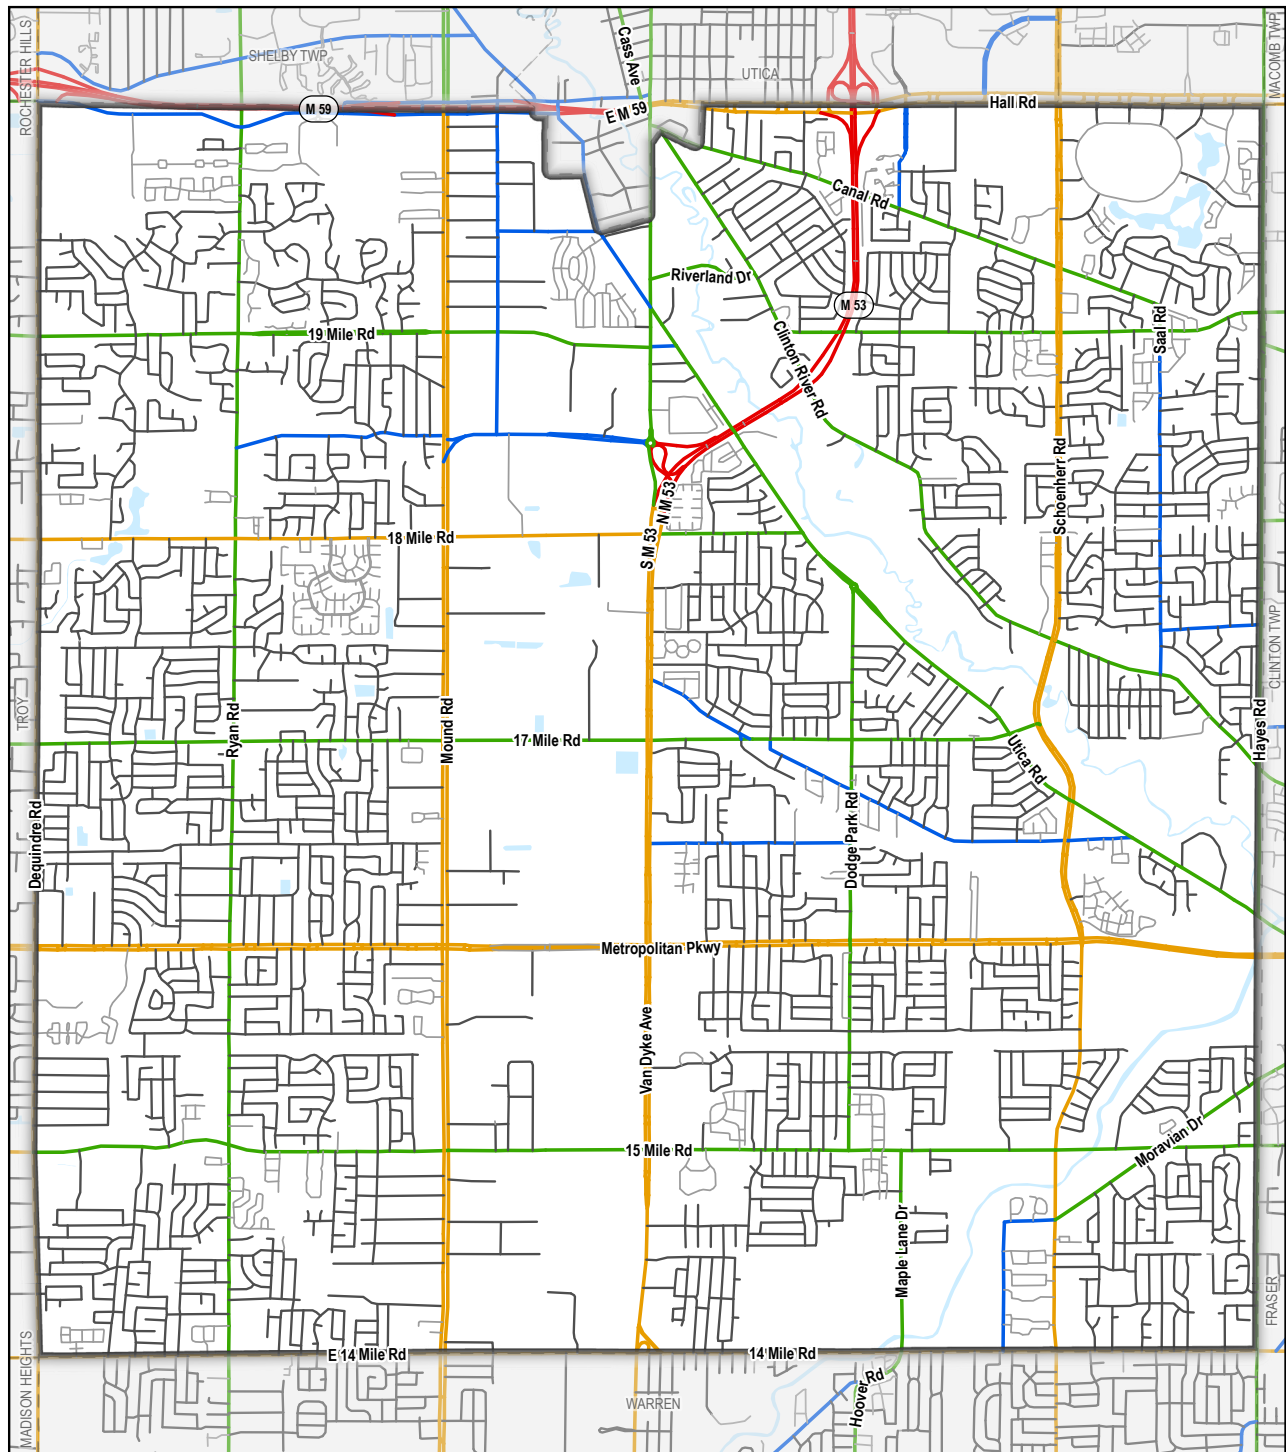 ROCHESTER HILLS
SHELBY TWP
Cass Ave
UTICA
MACOMB TWP
M 59
E M 59
Hall Rd
Canal Rd
Riverland Dr
M 53
19 Mile Rd
Clinton River Rd
Saal Rd
Schoenherr Rd
N M 53
S M 53
18 Mile Rd
CLINTON TWP
TROY
Ryan Rd
Mound Rd
17 Mile Rd
Utica Rd
Hayes Rd
Dequindre Rd
Dodge Park Rd
Metropolitan Pkwy
Van Dyke Ave
15 Mile Rd
Moravian Dr
Maple Lane Dr
FRASER
MADISON HEIGHTS
E 14 Mile Rd
14 Mile Rd
Hoover Rd
WARREN